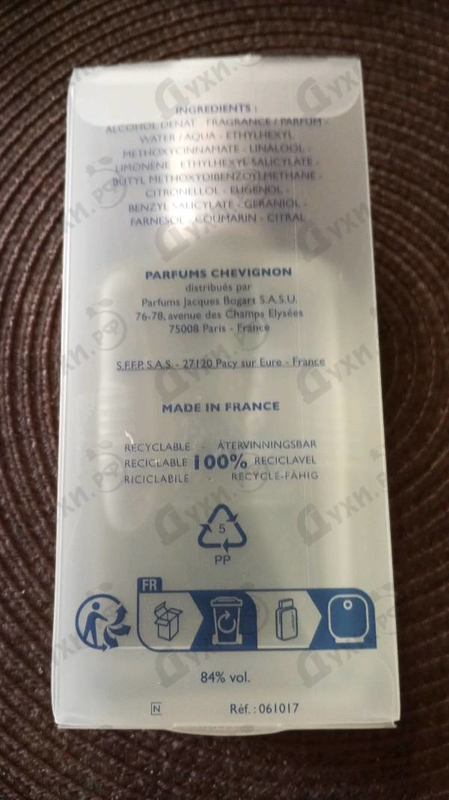 INGREDIENTS :
ALCOHOL DENAT. - FRAGRANCE / PARFUM -
WATER / AQUA - ETHYLHEXYL
METHOXYCINNAMATE - LINALOOL -
LIMONENE - ETHYLHEXYL SALICYLATE -
BUTYL METHOXYDIBENZOYLMETHANE -
CITRONELLOL - EUGENOL -
BENZYL SALICYLATE - GERANIOL -
FARNESOL - COUMARIN - CITRAL
PARFUMS CHEVIGNON
distribués par
Parfums Jacques Bogart S.A.S.U.
76-78, avenue des Champs Elysées
75008 Paris - France
S.F.F.P. S.A.S. - 27120 Pacy sur Eure - France
MADE IN FRANCE
RECYCLABLE - ÅTERVINNINGSBAR
RECICLABLE 100% RECICLAVEL
RICICLABILE RECYCLE-FÄHIG
5
PP
FR
84% vol.
N Réf. : 061017
Духи.РФ